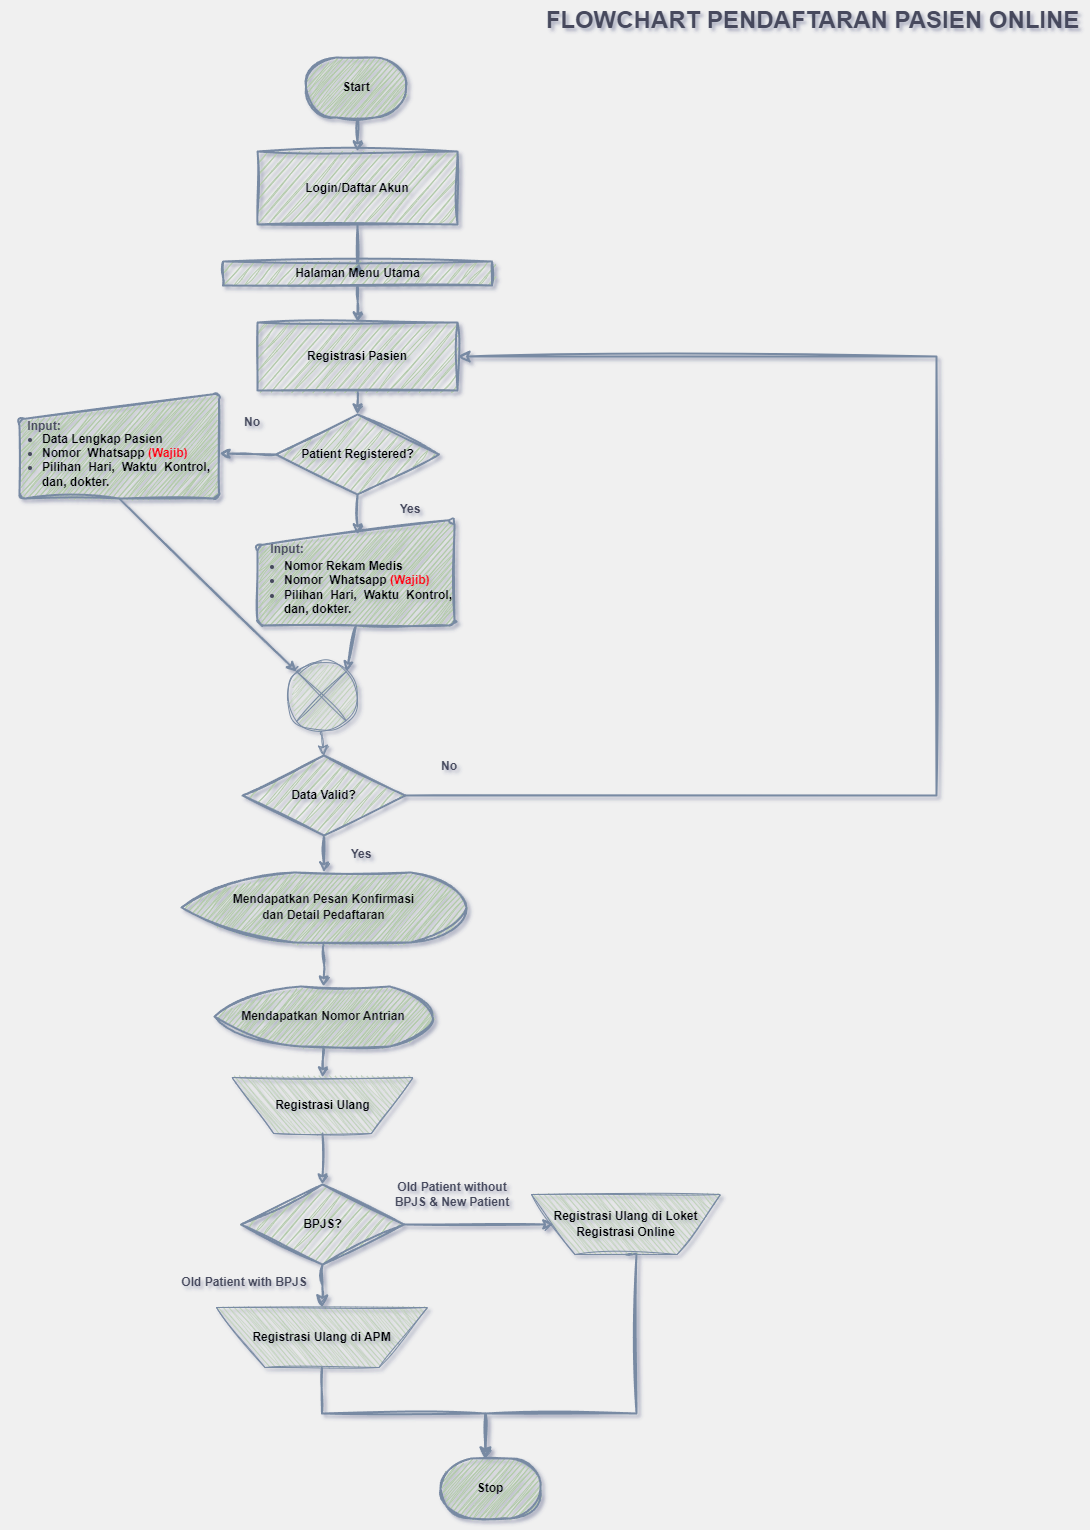 FLOWCHART PENDAFTARAN PASIEN ONLINE
Start
Login/Daftar Akun
Halaman Menu Utama
Registrasi Pasien
No
Patient Registered?
Input:
Data Lengkap Pasien
Nomor Whatsapp (Wajib)
Pilihan Hari, Waktu Kontrol,
dan, dokter.
Yes
Input:
Nomor Rekam Medis
Nomor Whatsapp (Wajib)
Pilihan Hari, Waktu Kontrol,
dan, dokter.
No
Data Valid?
Yes
Mendapatkan Pesan Konfirmasi
dan Detail Pedaftaran
Mendapatkan Nomor Antrian
Registrasi Ulang
Old Patient without
BPJS & New Patient
BPJS?
Registrasi Ulang di Loket
Registrasi Online
Old Patient with BPJS
Registrasi Ulang di APM
Stop